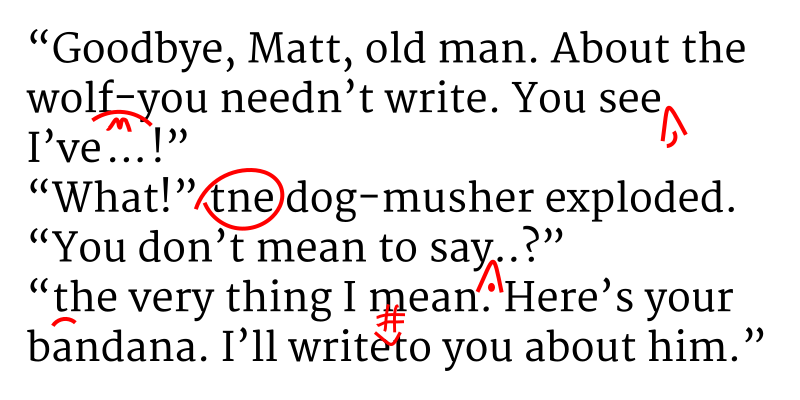 “Goodbye, Matt, old man. About the
wolf–you needn’t write. You see
I’ve...!”
“What!” tne dog-musher exploded.
“You don’t mean to say..?”
“the very thing I mean. Here’s your
bandana. I’ll writeto you about him.”